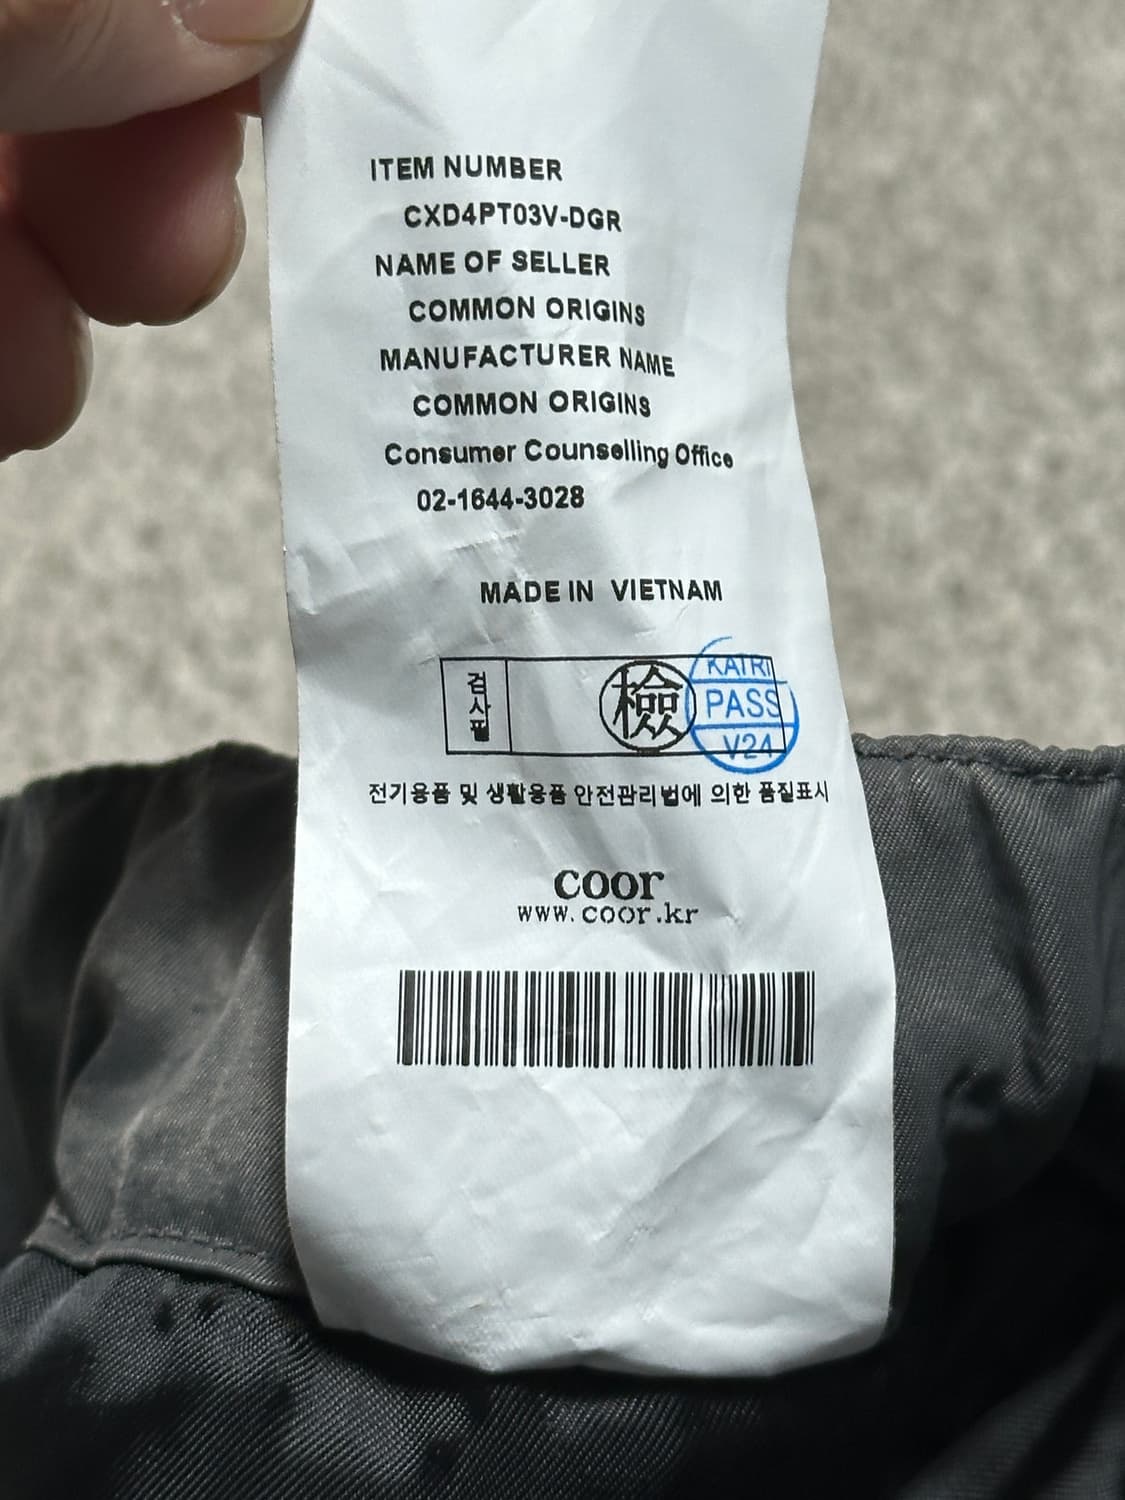 ITEM NUMBER
CXD4PT03V-DGR
NAME OF SELLER
COMMON ORIGINS
MANUFACTURER NAME
COMMON ORIGINS
Consumer Counselling Office
02-1644-3028
MADE IN VIETNAM
검사필
檢
KATRI
PASS
V24
전기용품 및 생활용품 안전관리법에 의한 품질표시
coor
www.coor.kr